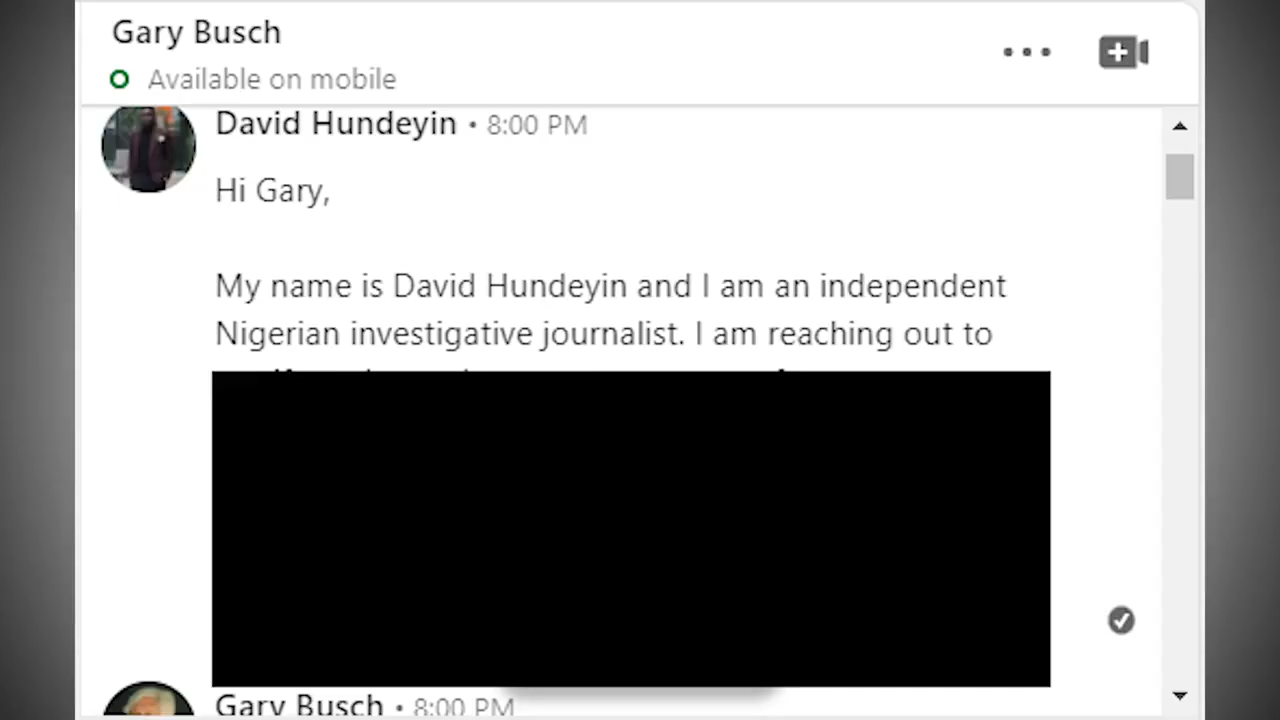 Gary Busch
Available on mobile
David Hundeyin • 8:00 PM
Hi Gary,
My name is David Hundeyin and I am an independent
Nigerian investigative journalist. I am reaching out to
Gary Busch • 8:00 PM